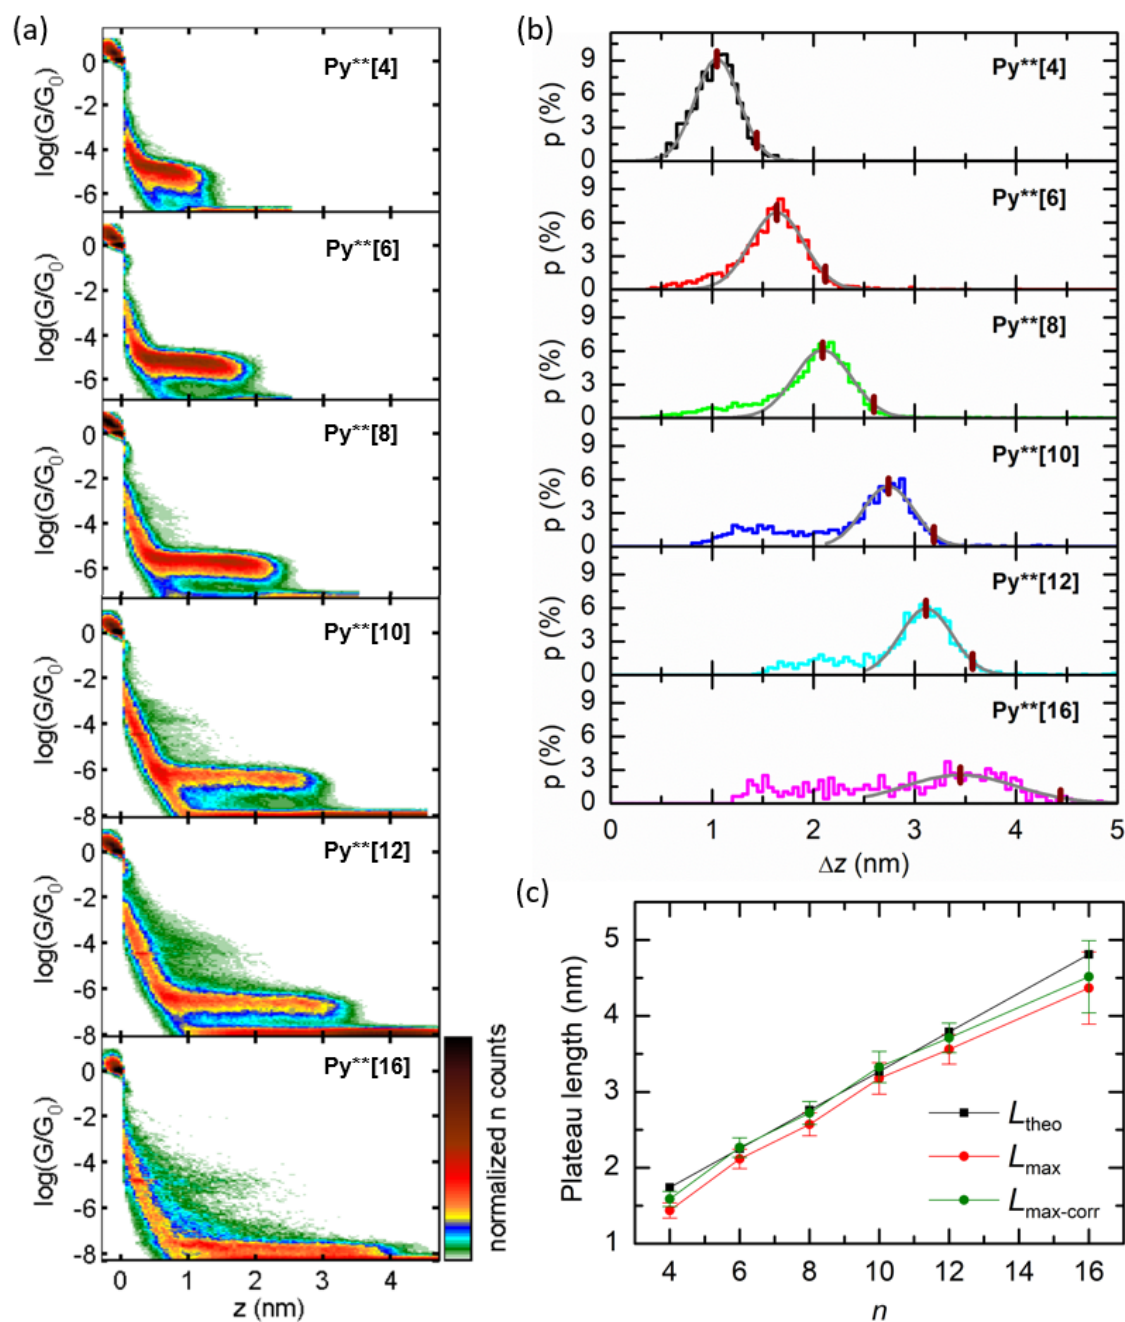 (a)
Py**[4]
log(G/G₀)
0
-2
-4
-6
Py**[6]
log(G/G₀)
0
-2
-4
-6
Py**[8]
log(G/G₀)
0
-2
-4
-6
Py**[10]
log(G/G₀)
0
-2
-4
-6
-8
Py**[12]
log(G/G₀)
0
-2
-4
-6
-8
Py**[16]
log(G/G₀)
0
-2
-4
-6
-8
0 1 2 3 4
z (nm)
normalized n counts
(b)
Py**[4]
p (%)
9
6
3
0
Py**[6]
p (%)
9
6
3
0
Py**[8]
p (%)
9
6
3
0
Py**[10]
p (%)
9
6
3
0
Py**[12]
p (%)
9
6
3
0
Py**[16]
p (%)
9
6
3
0
0 1 2 3 4 5
Δz (nm)
(c)
Plateau length (nm)
5
4
3
2
1
L theo
L max
L max-corr
4 6 8 10 12 14 16
n